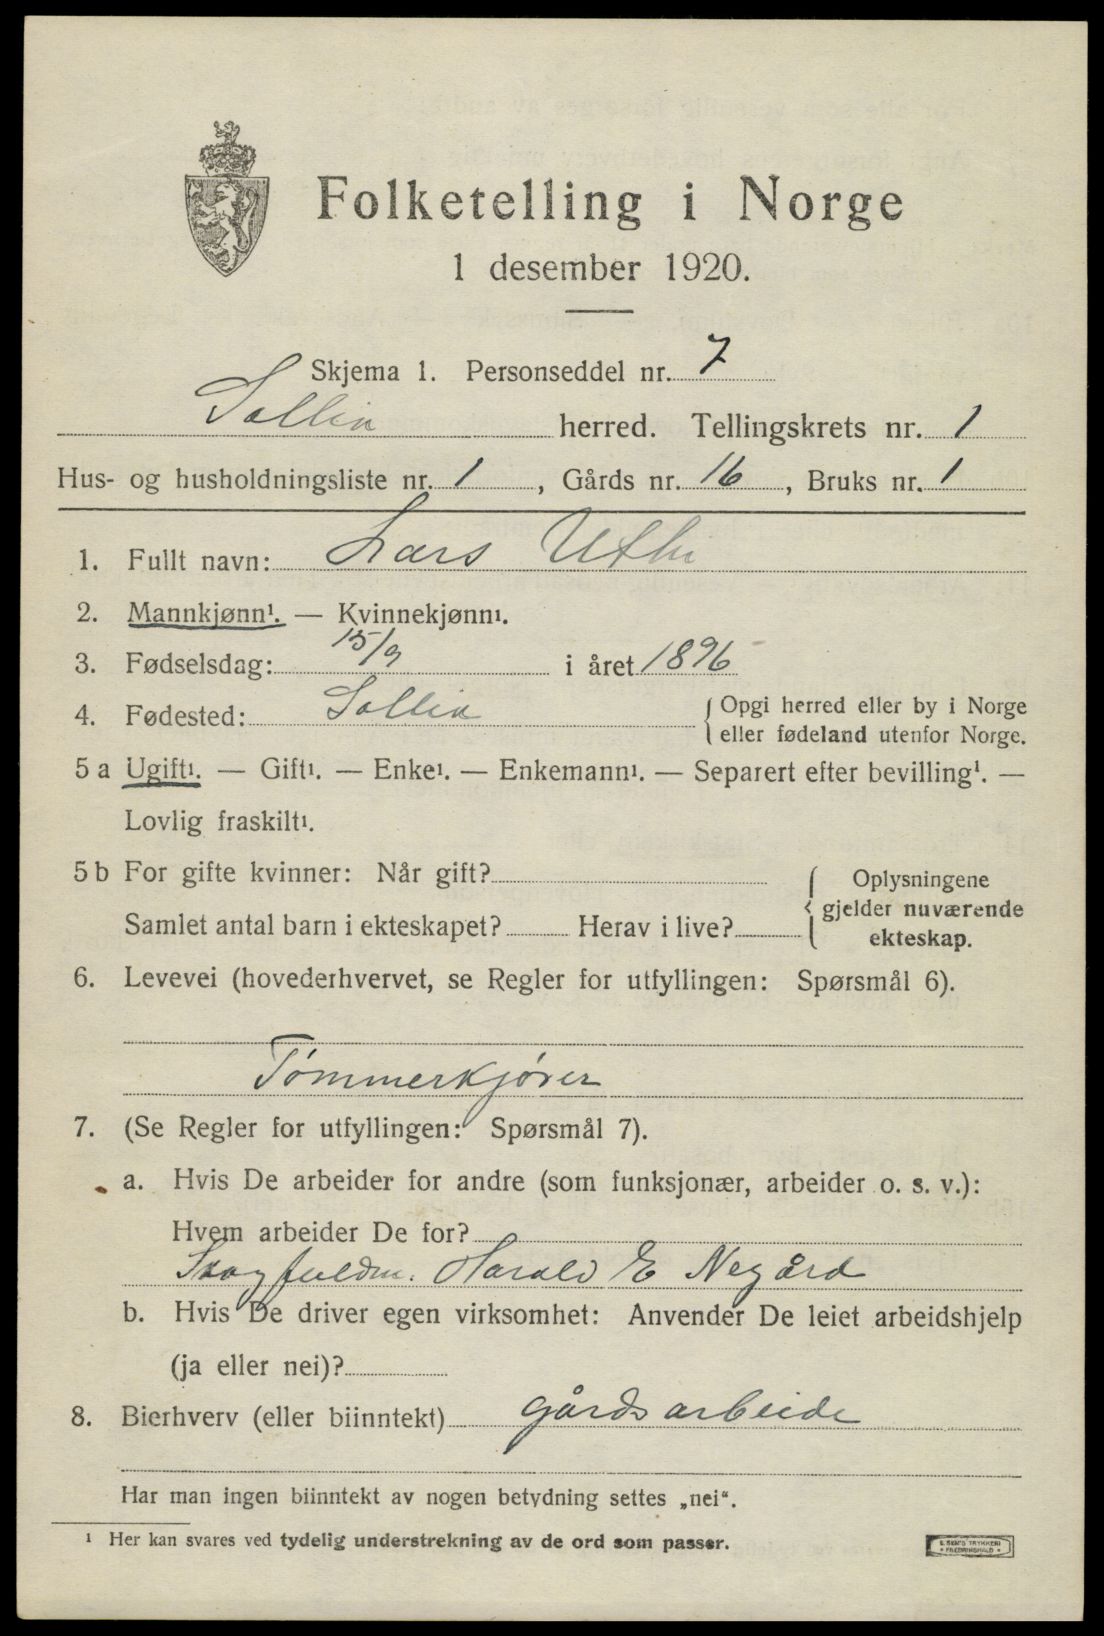 Folketelling i Norge
1 desember 1920.
Skjema 1. Personseddel nr. 7
Sollia herred. Tellingskrets nr. 1
Hus- og husholdningsliste nr. 1, Gårds nr. 16, Bruks nr. 1
1. Fullt navn: Lars Uthi
2. Mannkjønn¹. — Kvinnekjønn¹.
3. Fødselsdag: 15/9 i året 1896
4. Fødested: Sollia { Opgi herred eller by i Norge
eller fødeland utenfor Norge.
5 a Ugift¹. — Gift¹. — Enke¹. — Enkemann¹. — Separert efter bevilling¹. —
Lovlig fraskilt¹.
5 b For gifte kvinner: Når gift? { Oplysningene
gjelder nuværende
Samlet antal barn i ekteskapet? Herav i live?
ekteskap.
6. Levevei (hovederhvervet, se Regler for utfyllingen: Spørsmål 6).
Tømmerkjører
7. (Se Regler for utfyllingen: Spørsmål 7).
a. Hvis De arbeider for andre (som funksjonær, arbeider o. s. v.):
Hvem arbeider De for?
Harald E Negård
b. Hvis De driver egen virksomhet: Anvender De leiet arbeidshjelp
(ja eller nei)?
8. Bierhverv (eller biinntekt) gårdsarbeide
Har man ingen biinntekt av nogen betydning settes „nei".
¹ Her kan svares ved tydelig understrekning av de ord som passer.
E. SEM'S TRYKKERI
• FREDRIKSHALD •